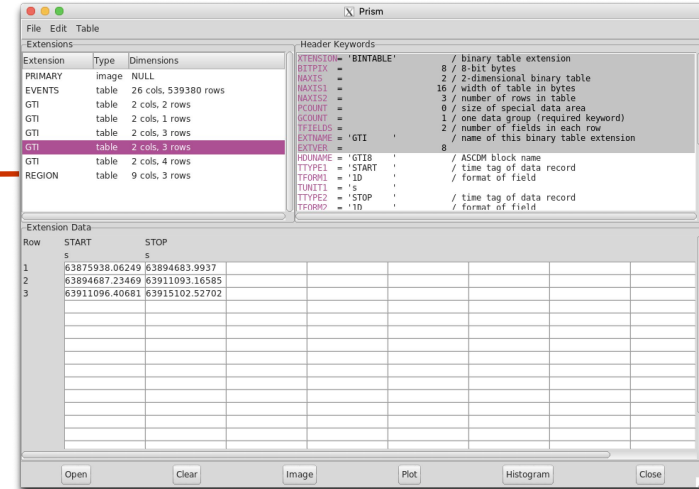 Prism
File Edit Table
Extensions
Extension Type Dimensions
PRIMARY image NULL
EVENTS table 26 cols, 539380 rows
GTI table 2 cols, 2 rows
GTI table 2 cols, 1 rows
GTI table 2 cols, 3 rows
GTI table 2 cols, 3 rows
GTI table 2 cols, 4 rows
REGION table 9 cols, 3 rows
Header Keywords
XTENSION= 'BINTABLE' / binary table extension
BITPIX = 8 / 8-bit bytes
NAXIS = 2 / 2-dimensional binary table
NAXIS1 = 16 / width of table in bytes
NAXIS2 = 3 / number of rows in table
PCOUNT = 0 / size of special data area
GCOUNT = 1 / one data group (required keyword)
TFIELDS = 2 / number of fields in each row
EXTNAME = 'GTI ' / name of this binary table extension
EXTVER = 8
HDUNAME = 'GTI8 ' / ASCDM block name
TTYPE1 = 'START ' / time tag of data record
TFORM1 = '1D ' / format of field
TUNIT1 = 's '
TTYPE2 = 'STOP ' / time tag of data record
TFORM2 = '1D ' / format of field
Extension Data
Row START STOP
s s
1 63875938.06249 63894683.9937
2 63894687.23469 63911093.16585
3 63911096.40681 63915102.52702
Open Clear Image Plot Histogram Close